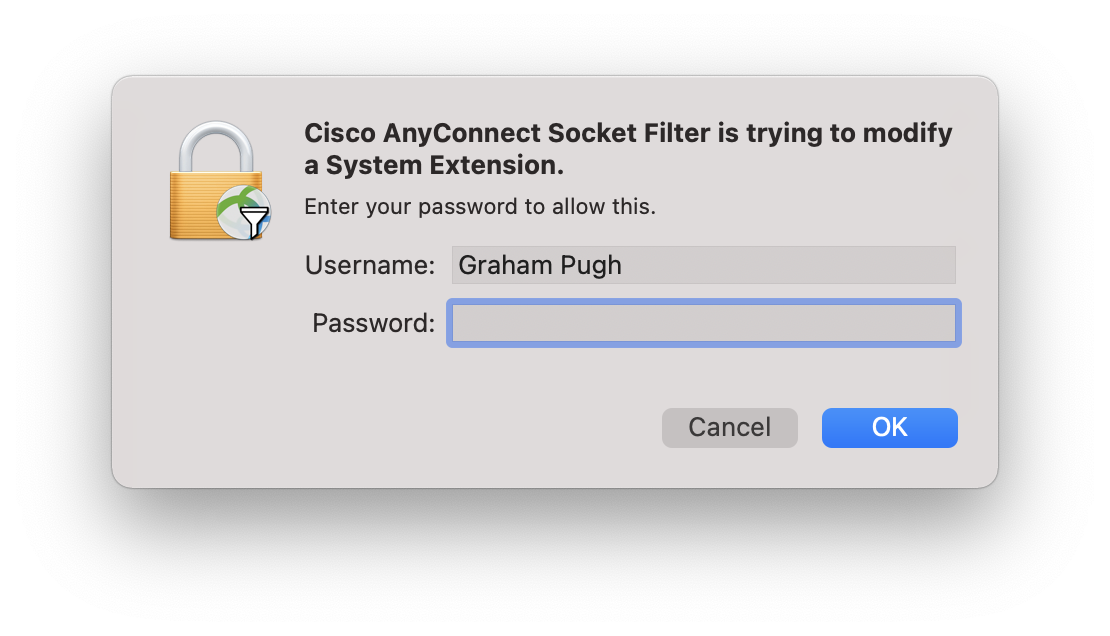 Cisco AnyConnect Socket Filter is trying to modify
a System Extension.
Enter your password to allow this.
Username: Graham Pugh
Password:
Cancel OK